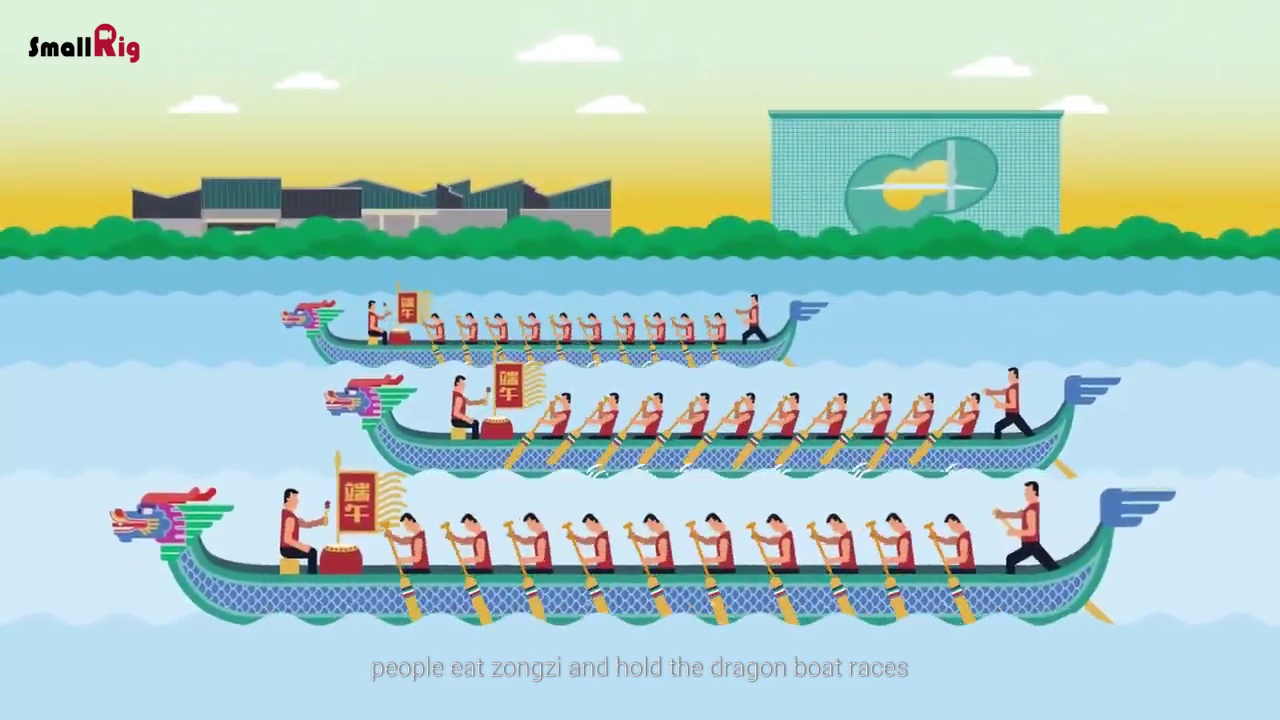 SmallRig
端午
端午
端午
people eat zongzi and hold the dragon boat races